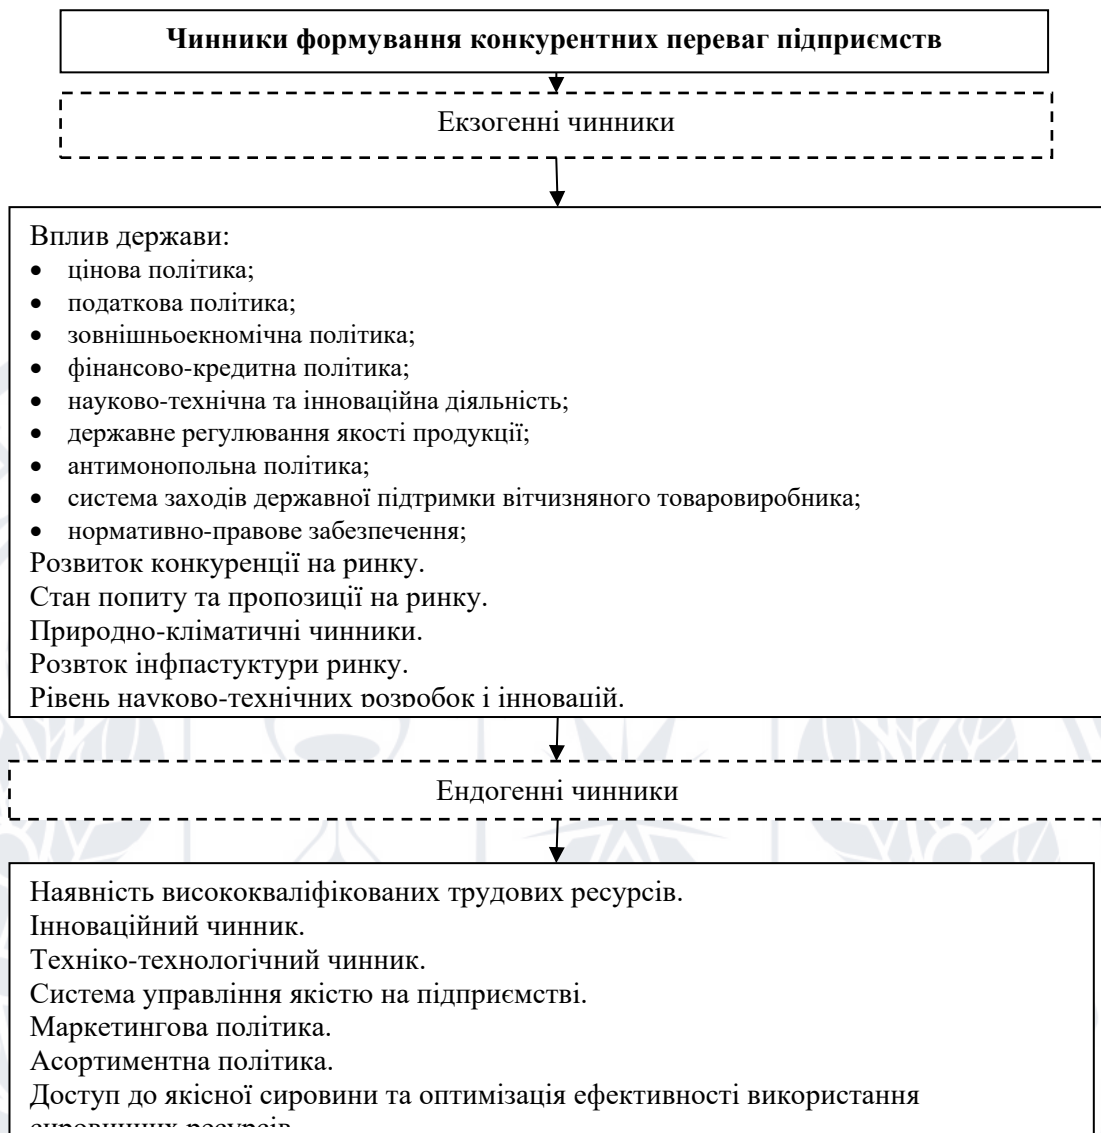 Чинники формування конкурентних переваг підприємств
Екзогенні чинники
Вплив держави:
• цінова політика;
• податкова політика;
• зовнішньоекномічна політика;
• фінансово-кредитна політика;
• науково-технічна та інноваційна діяльність;
• державне регулювання якості продукції;
• антимонопольна політика;
• система заходів державної підтримки вітчизняного товаровиробника;
• нормативно-правове забезпечення;
Розвиток конкуренції на ринку.
Стан попиту та пропозиції на ринку.
Природно-кліматичні чинники.
Розвток інфпастуктури ринку.
Рівень науково-технічних розробок і інновацій.
Ендогенні чинники
Наявність висококваліфікованих трудових ресурсів.
Інноваційний чинник.
Техніко-технологічний чинник.
Система управління якістю на підприємстві.
Маркетингова політика.
Асортиментна політика.
Доступ до якісної сировини та оптимізація ефективності використання
сировинних ресурсів